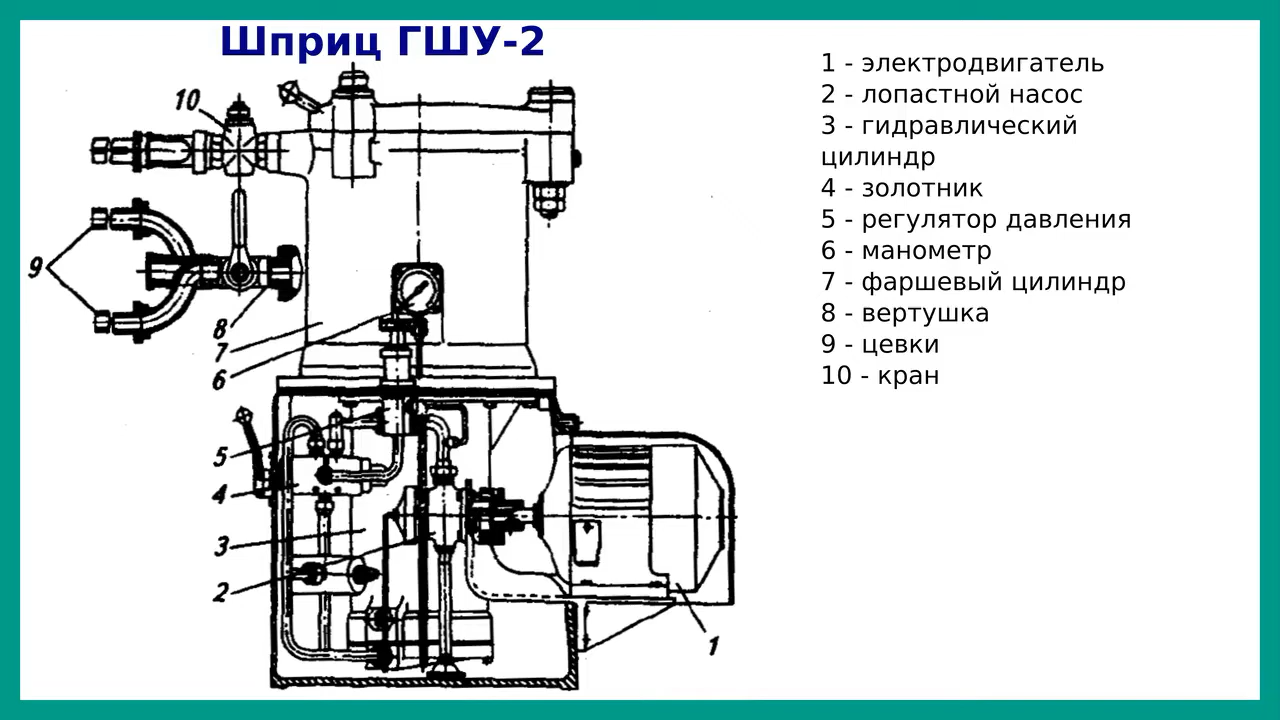 Шприц ГШУ-2
1 - электродвигатель
2 - лопастной насос
3 - гидравлический
цилиндр
4 - золотник
5 - регулятор давления
6 - манометр
7 - фаршевый цилиндр
8 - вертушка
9 - цевки
10 - кран
10
9
8
7
6
5
4
3
2
1